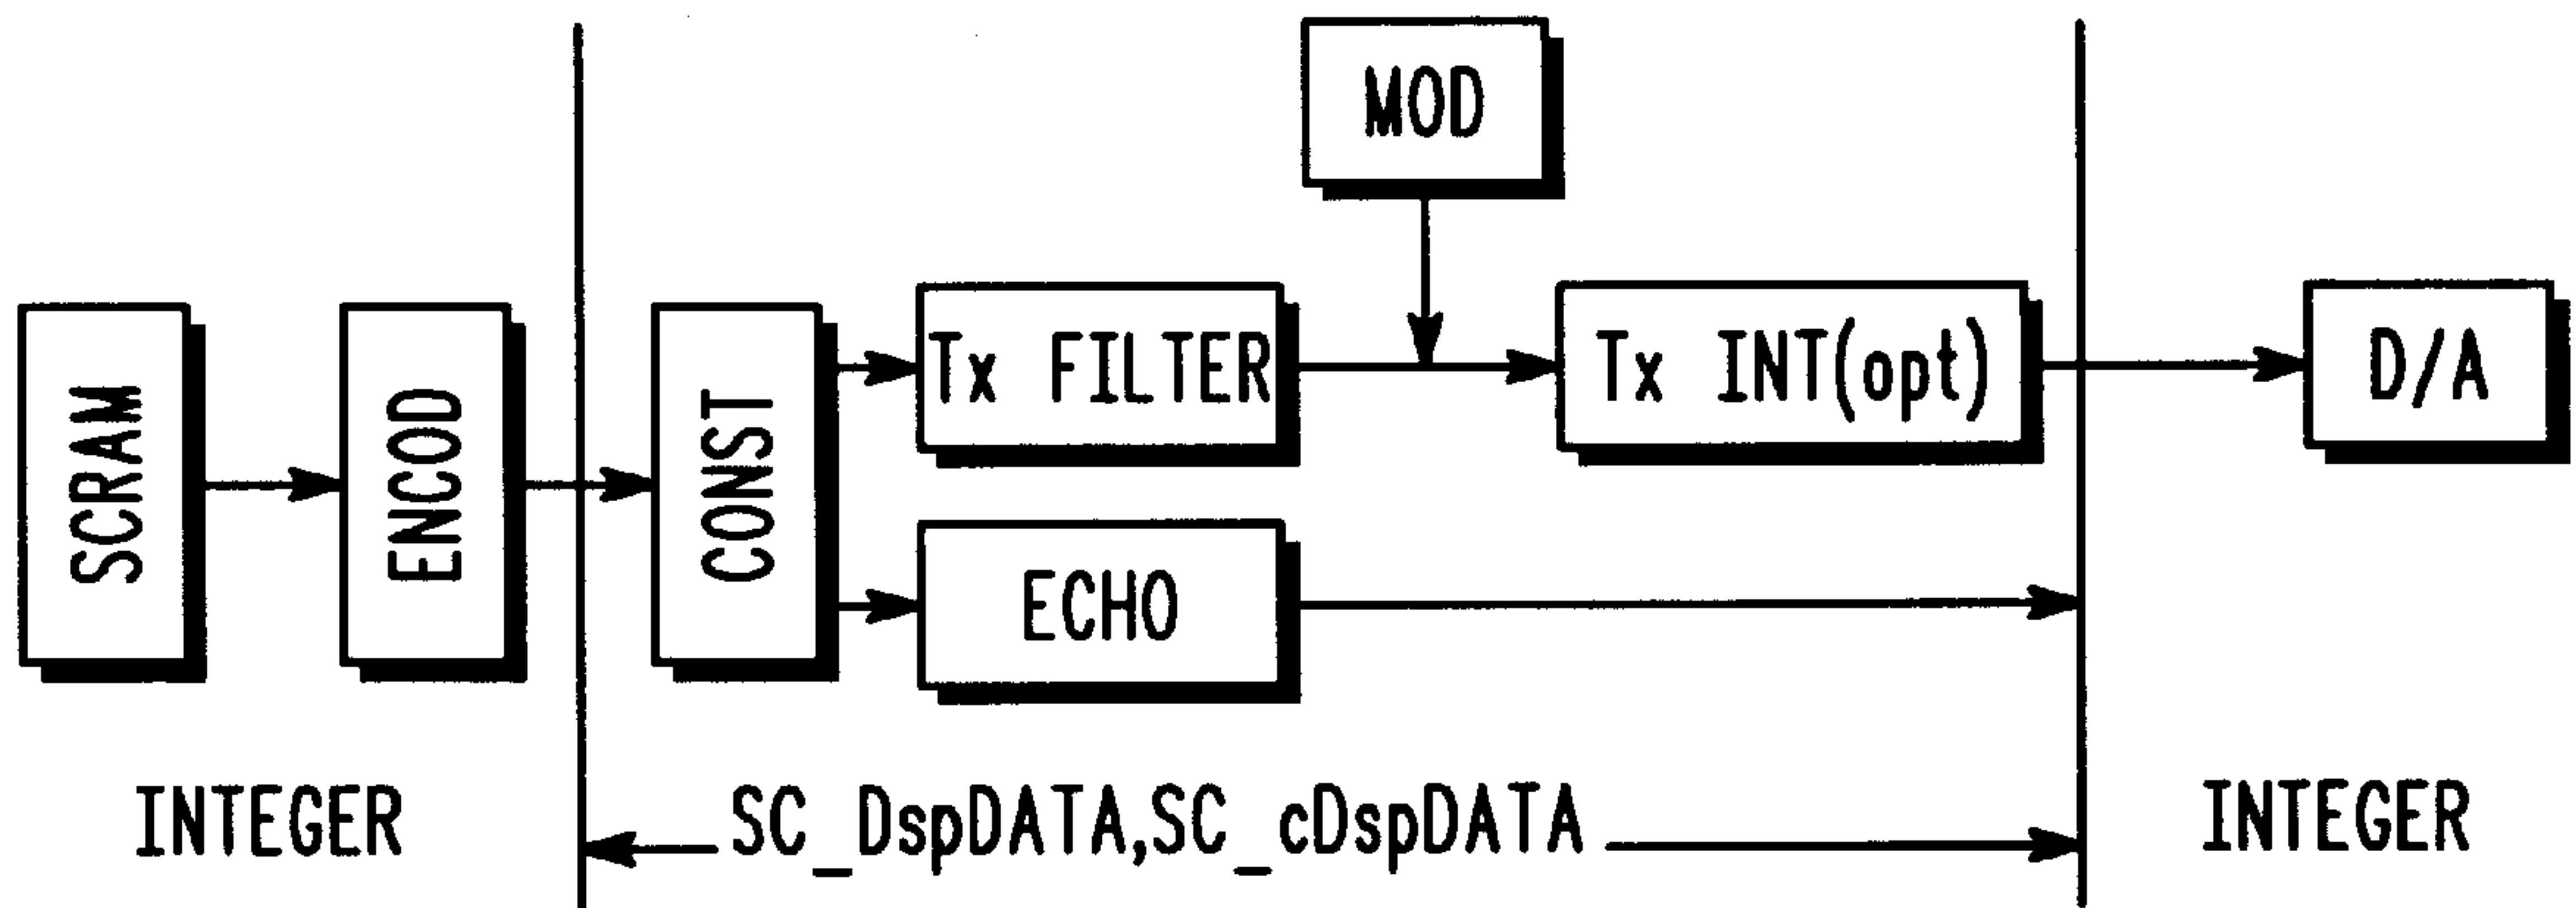 MOD
SCRAM
ENCOD
CONST
Tx FILTER
Tx INT(opt)
D/A
ECHO
INTEGER
SC_DspDATA,SC_cDspDATA
INTEGER